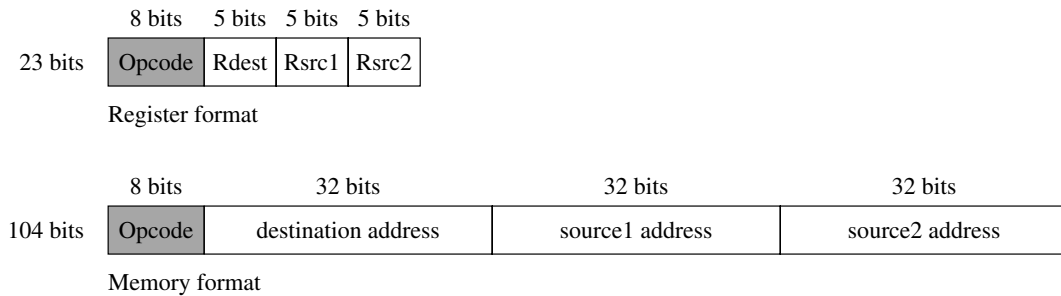 8 bits 5 bits 5 bits 5 bits
23 bits Opcode Rdest Rsrc1 Rsrc2
Register format
8 bits 32 bits 32 bits 32 bits
104 bits Opcode destination address source1 address source2 address
Memory format